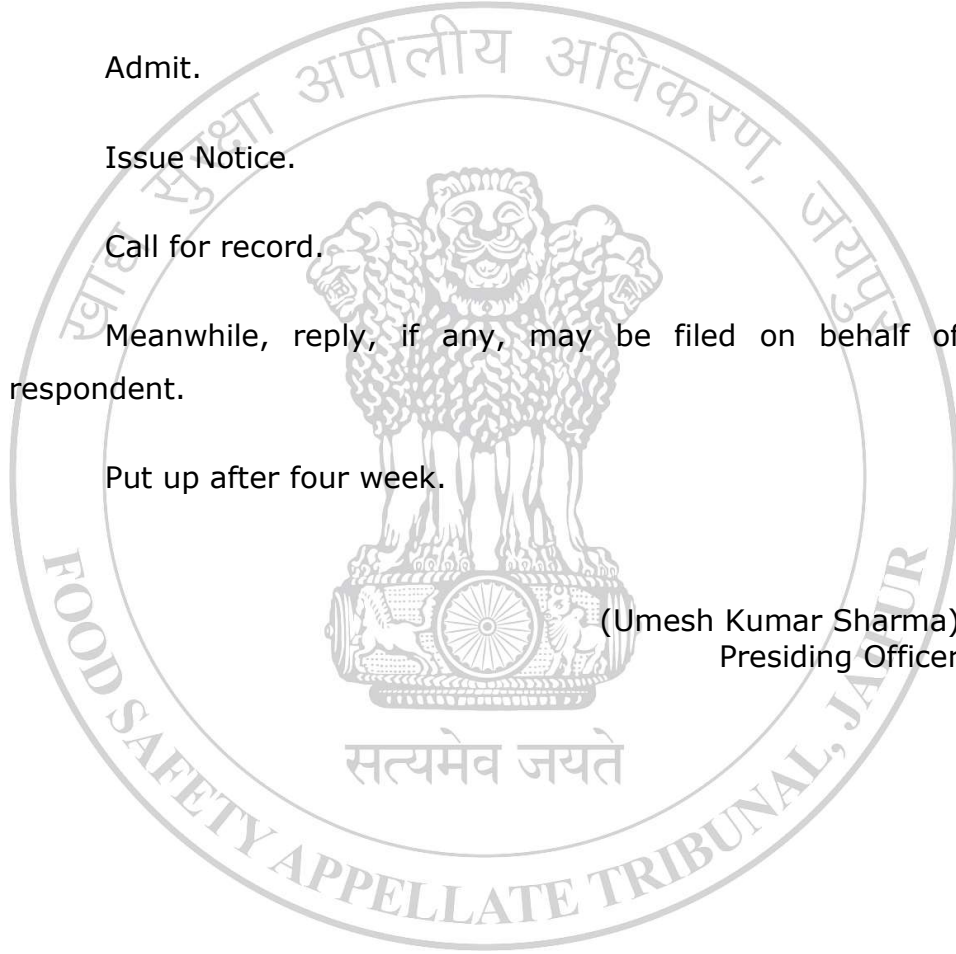 खाद्य सुरक्षा अपीलीय अधिकरण, जयपुर
Admit.
Issue Notice.
Call for record.
Meanwhile, reply, if any, may be filed on behalf of
respondent.
Put up after four week.
(Umesh Kumar Sharma)
Presiding Officer
सत्यमेव जयते
FOOD SAFETY APPELLATE TRIBUNAL, JAIPUR